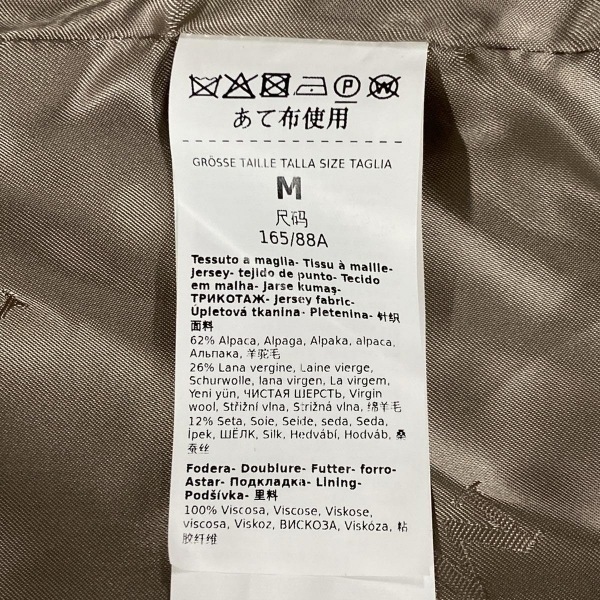 P W
あて布使用
GRÖSSE TAILLE TALLA SIZE TAGLIA
M
尺码
165/88A
Tessuto a maglia- Tissu à maille-
Jersey- tejido de punto- Tecido
em malha- Jarse kumaş-
ТРИКОТАЖ- Jersey fabric-
Úpletová tkanina- Pletenina- 针织
面料
62% Alpaca, Alpaga, Alpaka, alpaca,
Альпака, 羊驼毛
26% Lana vergine, Laine vierge,
Schurwolle, lana virgen, La virgem,
Yeni yün, ЧИСТАЯ ШЕРСТЬ, Virgin
wool, Střižní vlna, Strižná vlna, 绵羊毛
12% Seta, Soie, Seide, seda, Seda,
İpek, ШЁЛК, Silk, Hedvábí, Hodváb, 桑
蚕丝
Fodera- Doublure- Futter- forro-
Astar- Подкладка- Lining-
Podšívka- 里料
100% Viscosa, Viscose, Viskose,
viscosa, Viskoz, ВИСКОЗА, Viskóza, 粘
胶纤维